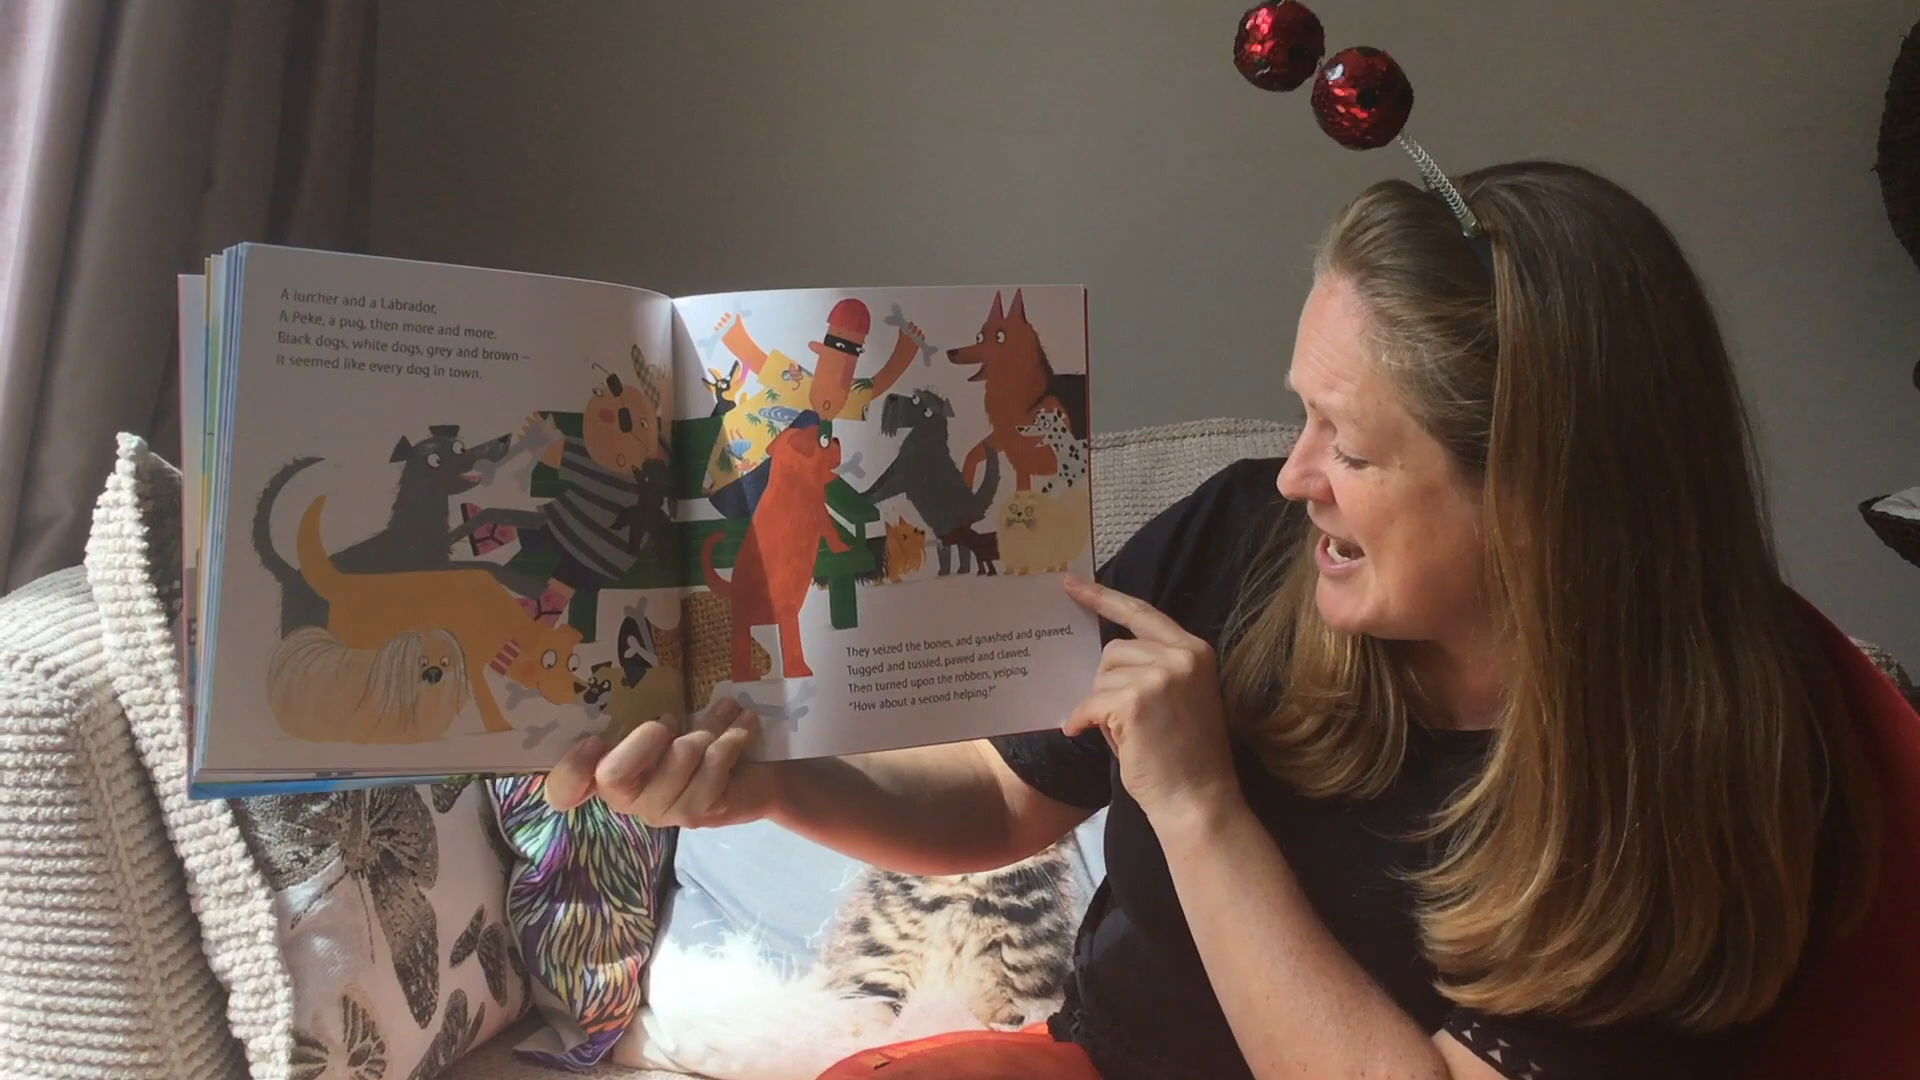 A lurcher and a Labrador,
A Peke, a pug, then more and more.
Black dogs, white dogs, grey and brown –
it seemed like every dog in town.
They seized the bones, and gnashed and gnawed,
Tugged and tussled, pawed and clawed,
Then turned upon the robbers, yelping,
"How about a second helping?"